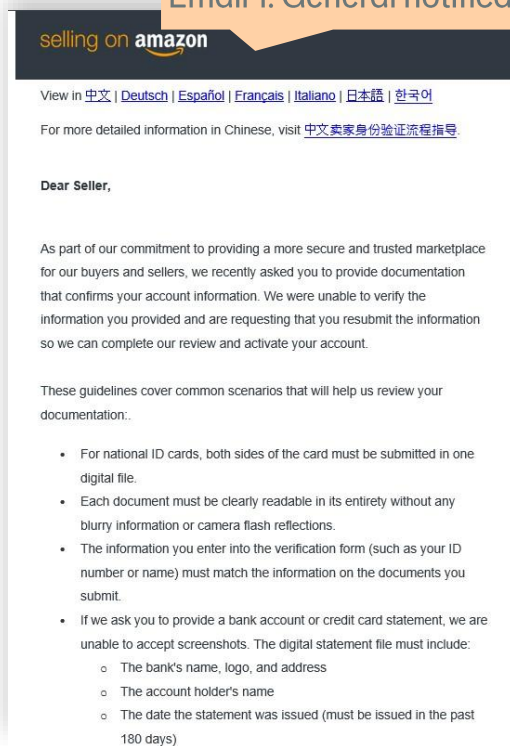 Email 1: General notified
selling on amazon
View in 中文 | Deutsch | Español | Français | Italiano | 日本語 | 한국어
For more detailed information in Chinese, visit 中文卖家身份验证流程指导.
Dear Seller,
As part of our commitment to providing a more secure and trusted marketplace
for our buyers and sellers, we recently asked you to provide documentation
that confirms your account information. We were unable to verify the
information you provided and are requesting that you resubmit the information
so we can complete our review and activate your account.
These guidelines cover common scenarios that will help us review your
documentation:.
• For national ID cards, both sides of the card must be submitted in one
digital file.
• Each document must be clearly readable in its entirety without any
blurry information or camera flash reflections.
• The information you enter into the verification form (such as your ID
number or name) must match the information on the documents you
submit.
• If we ask you to provide a bank account or credit card statement, we are
unable to accept screenshots. The digital statement file must include:
o The bank's name, logo, and address
o The account holder's name
o The date the statement was issued (must be issued in the past
180 days)